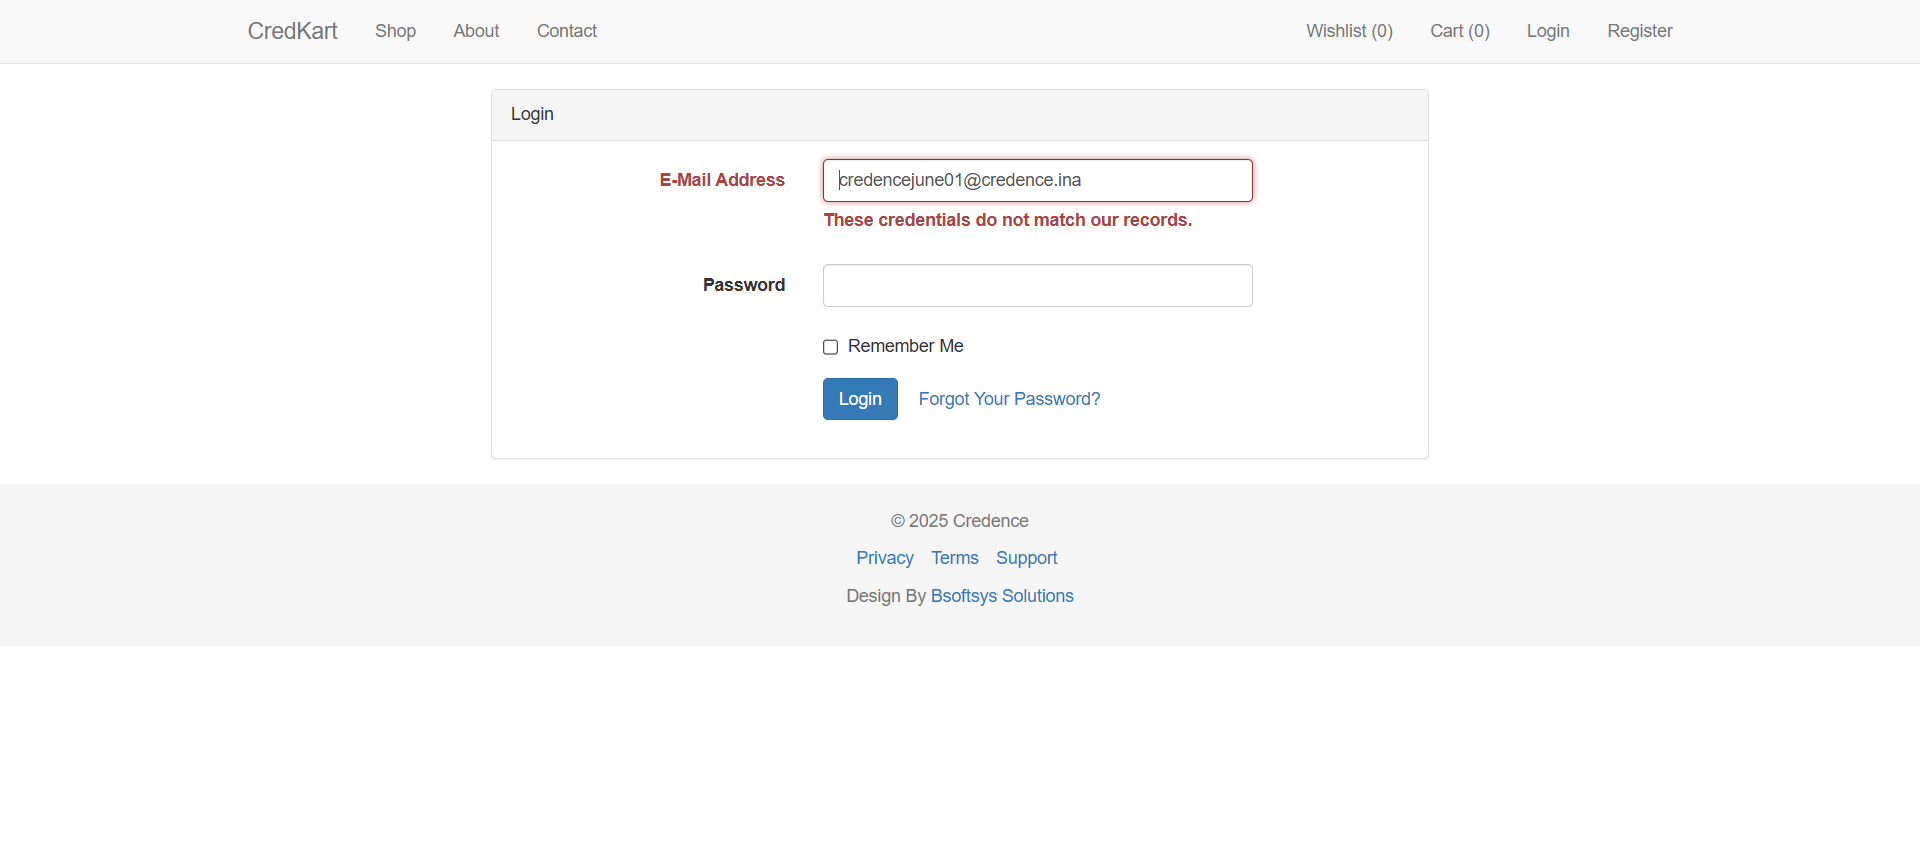 CredKart Shop About Contact Wishlist (0) Cart (0) Login Register
Login
E-Mail Address credencejune01@credence.ina
These credentials do not match our records.
Password
Remember Me
Login Forgot Your Password?
© 2025 Credence
Privacy Terms Support
Design By Bsoftsys Solutions